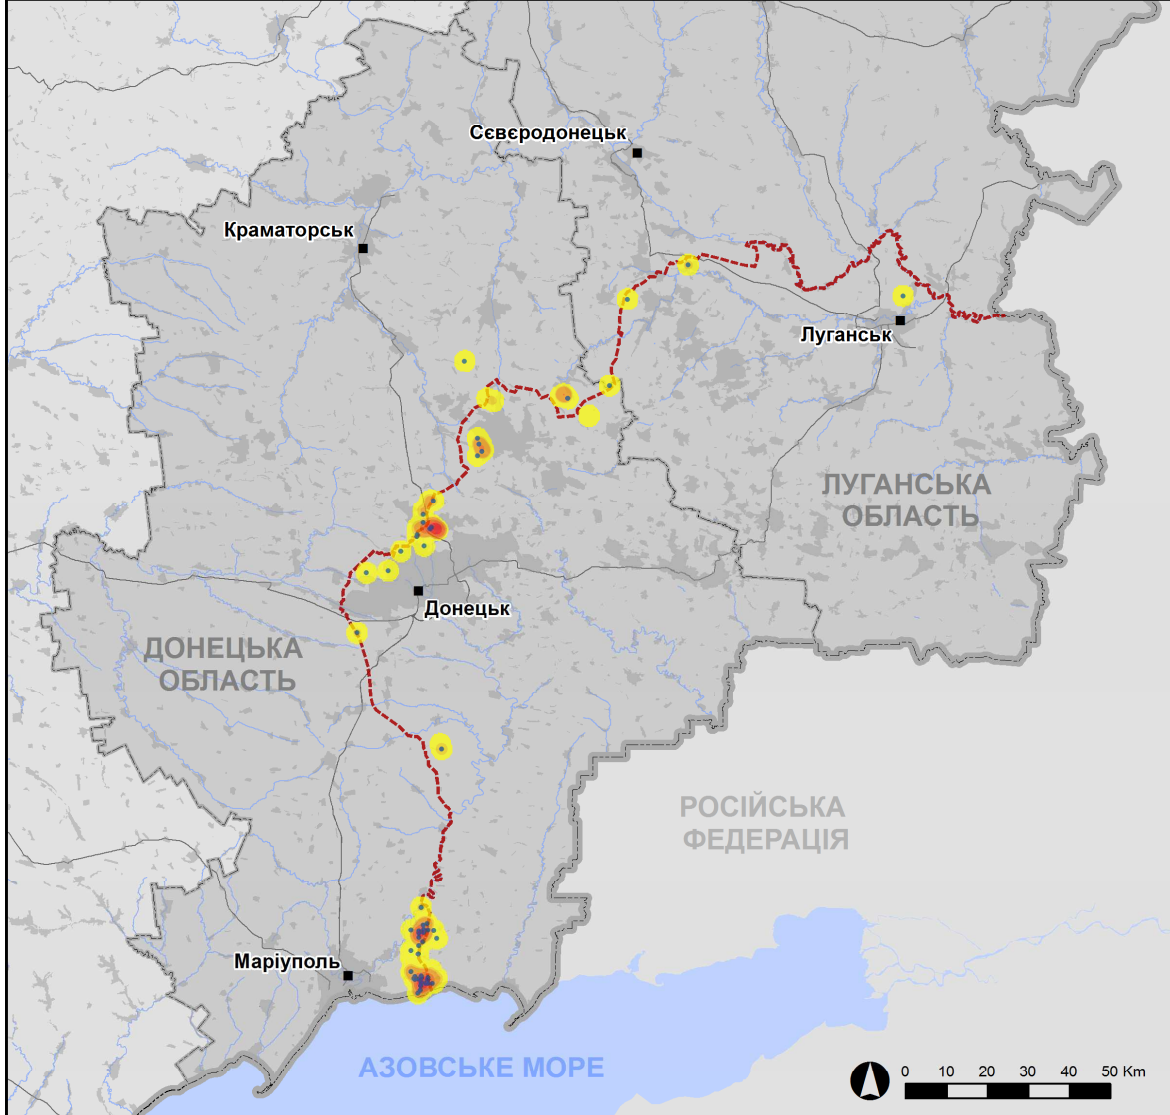 Сєвєродонецьк
Краматорськ
Луганськ
ЛУГАНСЬКА
ОБЛАСТЬ
Донецьк
ДОНЕЦЬКА
ОБЛАСТЬ
РОСІЙСЬКА
ФЕДЕРАЦІЯ
Маріуполь
АЗОВСЬКЕ МОРЕ
0 10 20 30 40 50 Km